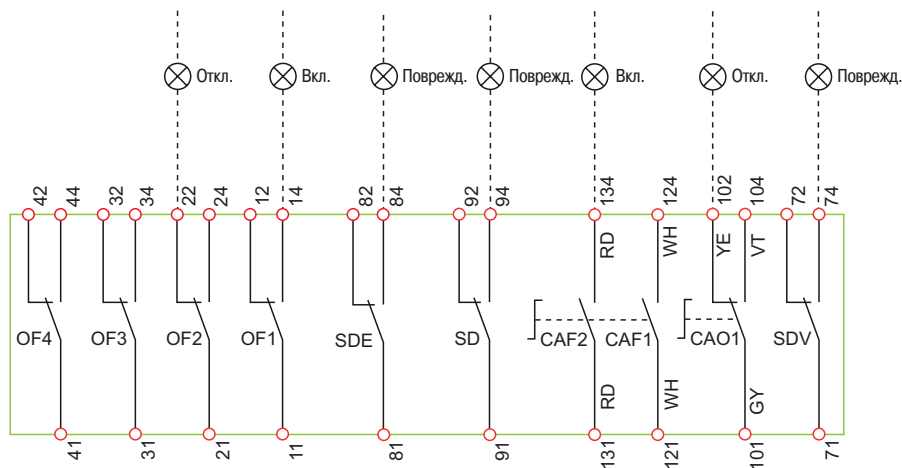 Откл.
Вкл.
Поврежд.
Поврежд.
Вкл.
Откл.
Поврежд.
42
44
32
34
22
24
12
14
82
84
92
94
134
124
102
104
72
74
RD
WH
YE
VT
OF4
OF3
OF2
OF1
SDE
SD
CAF2
CAF1
CAO1
SDV
RD
WH
GY
41
31
21
11
81
91
131
121
101
71